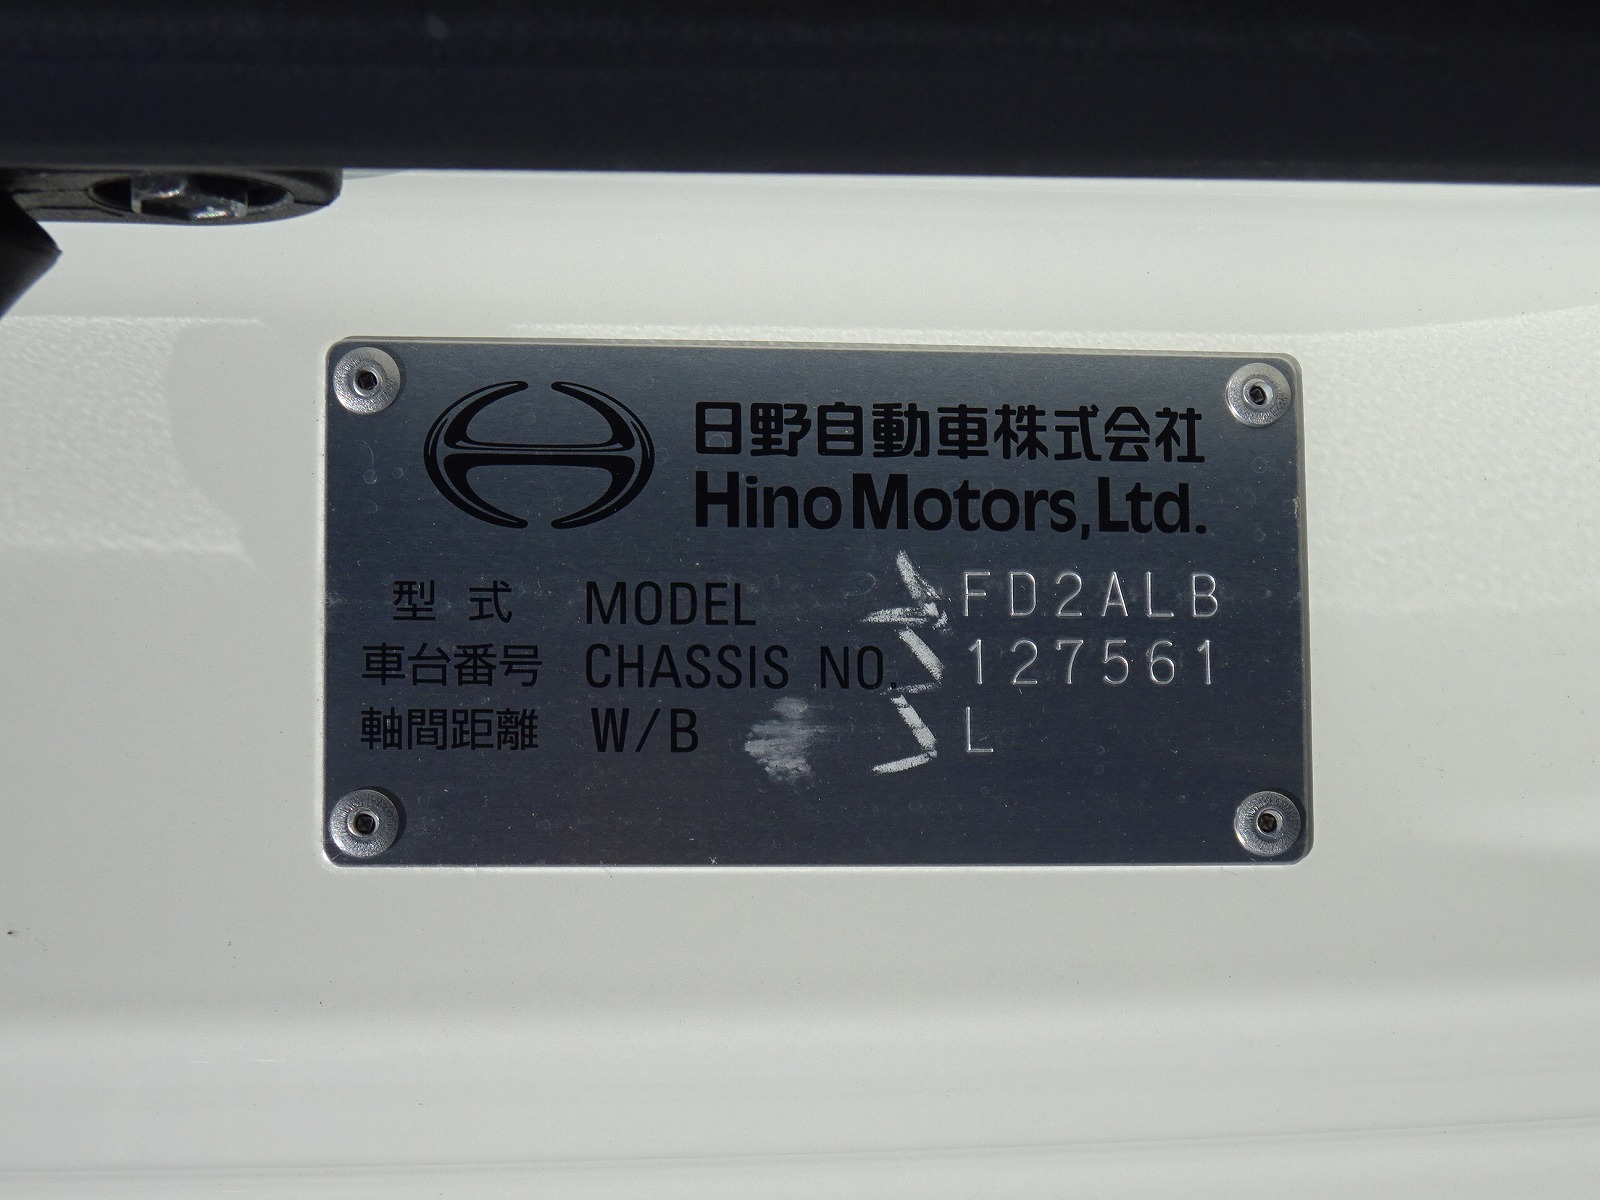 日野自動車株式会社
Hino Motors, Ltd.
型式 MODEL FD2ALB
車台番号 CHASSIS NO. 127561
軸間距離 W/B L